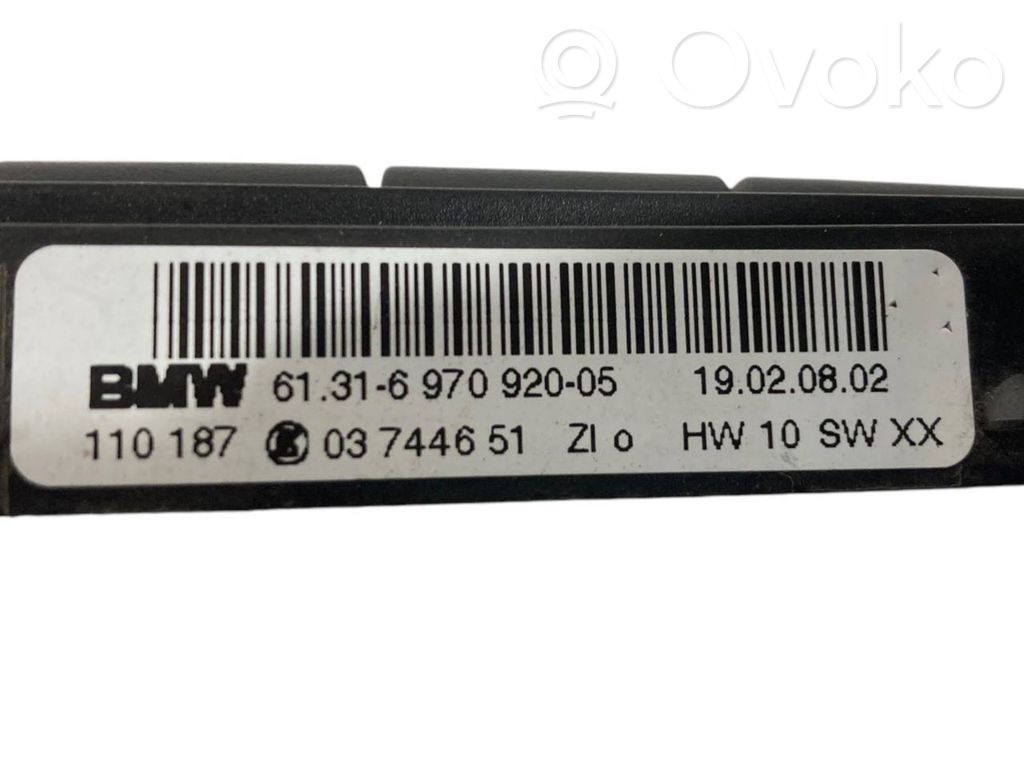 Ovoko
BMW 61.31-6 970 920-05 19.02.08.02
110 187 K 03 7446 51 ZI o HW 10 SW XX